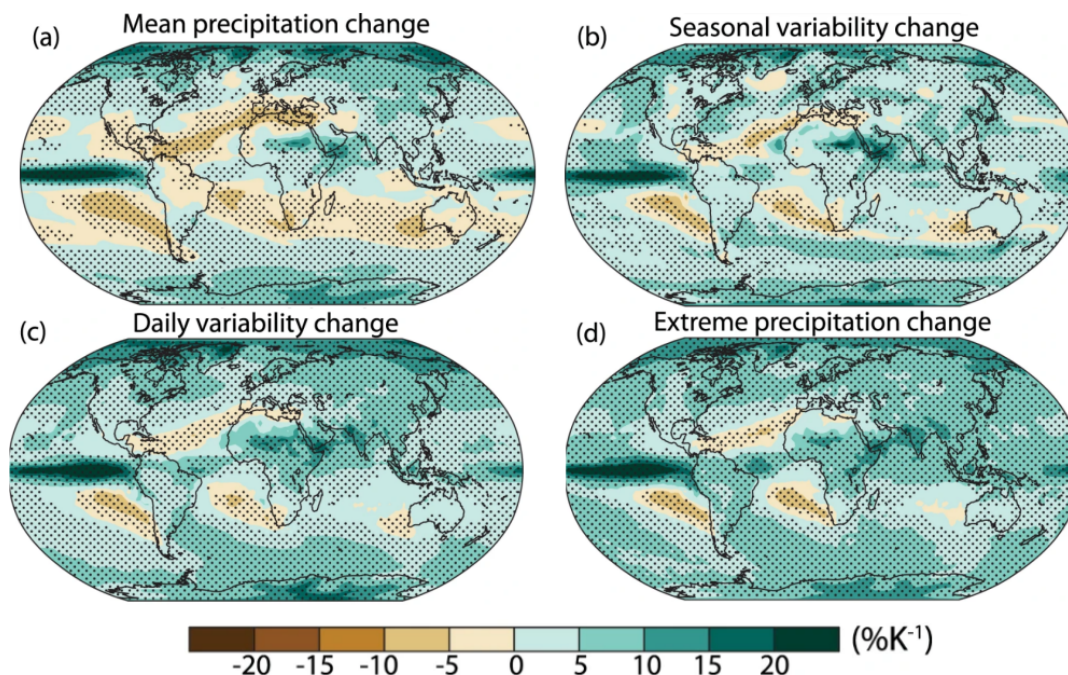 (a) Mean precipitation change
(b) Seasonal variability change
(c) Daily variability change
(d) Extreme precipitation change
-20 -15 -10 -5 0 5 10 15 20 (%K⁻¹)